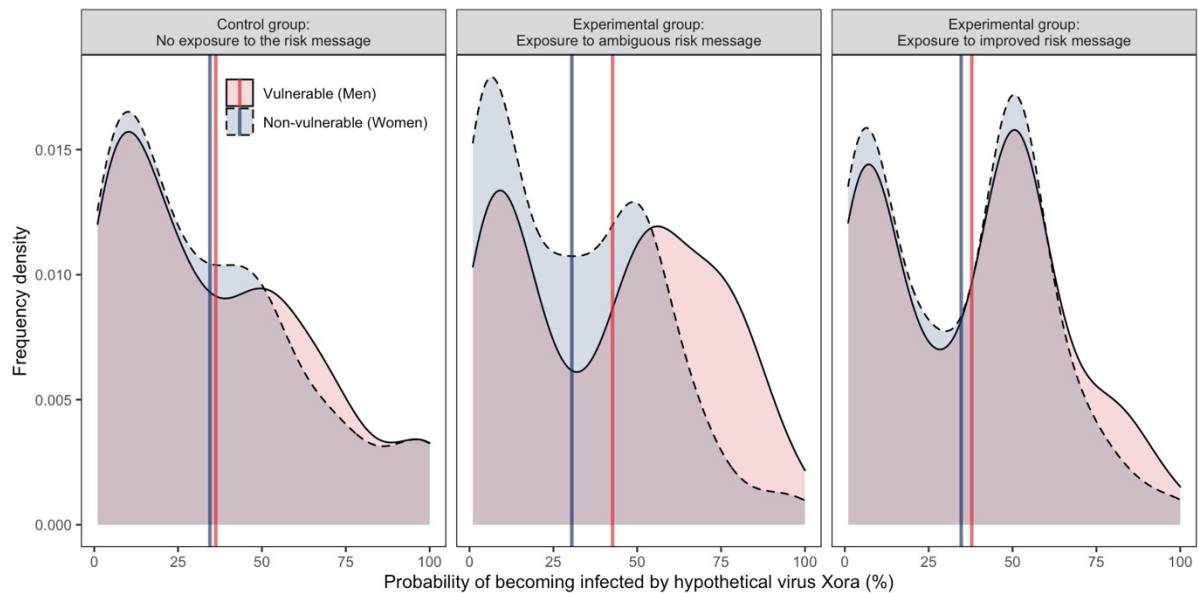 Control group:
No exposure to the risk message
Experimental group:
Exposure to ambiguous risk message
Experimental group:
Exposure to improved risk message
Vulnerable (Men)
Non-vulnerable (Women)
Frequency density
0.015
0.010
0.005
0.000
0 25 50 75 100
0 25 50 75 100
0 25 50 75 100
Probability of becoming infected by hypothetical virus Xora (%)